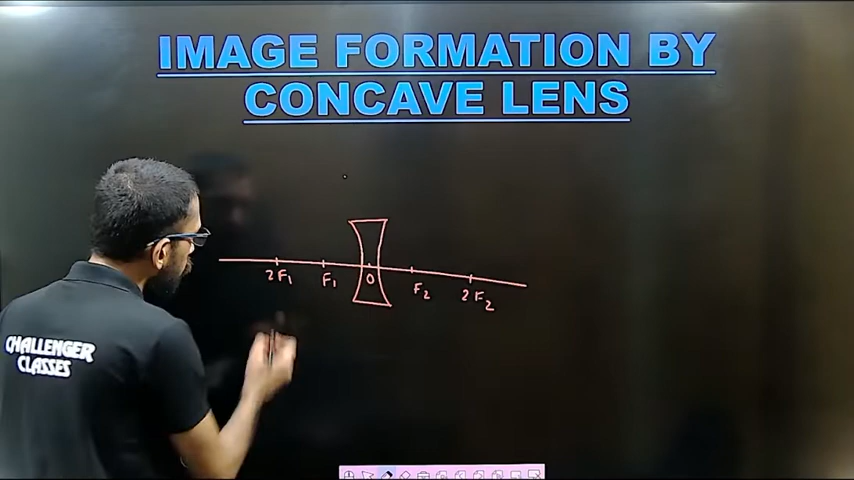 IMAGE FORMATION BY
CONCAVE LENS
2F₁ F₁ O F₂ 2F₂
CHALLENGER
CLASSES